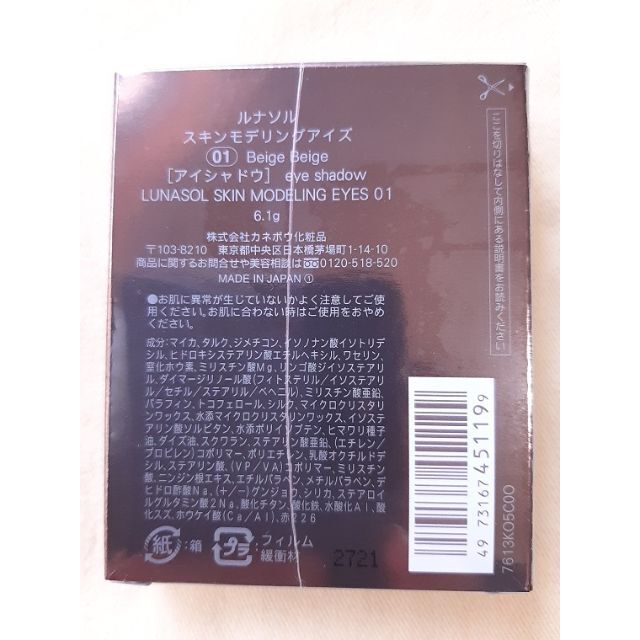 ルナソル
スキンモデリングアイズ
01 Beige Beige
[アイシャドウ] eye shadow
LUNASOL SKIN MODELING EYES 01
6.1g
株式会社カネボウ化粧品
〒103-8210 東京都中央区日本橋茅場町1-14-10
商品に関するお問合せや美容相談は 0120-518-520
MADE IN JAPAN ①
●お肌に異常が生じていないかよく注意してご使
用ください。お肌に合わない時はご使用をおやめ
ください。
成分:マイカ、タルク、ジメチコン、イソノナン酸イソトリデ
シル、ヒドロキシステアリン酸エチルヘキシル、ワセリン、
窒化ホウ素、ミリスチン酸Mg、リンゴ酸ジイソステアリ
ル、ダイマージリノール酸(フィトステリル/イソステアリ
ル/セチル/ステアリル/ベヘニル)、ミリスチン酸亜鉛、
パラフィン、トコフェロール、シルク、マイクロクリスタリ
ンワックス、水添マイクロクリスタリンワックス、イソス
テアリン酸ソルビタン、水添ポリイソブテン、ヒマワリ種子
油、ダイズ油、スクワラン、ステアリン酸亜鉛、(エチレン/
プロピレン)コポリマー、ポリエチレン、乳酸オクチルドデ
シル、ステアリン酸、(VP/VA)コポリマー、ミリスチン
酸、ニンジン根エキス、エチルパラベン、メチルパラベン、デ
ヒドロ酢酸Na、(+/-)グンジョウ、シリカ、ステアロイ
ルグルタミン酸2Na、酸化チタン、酸化鉄、水酸化Al、酸
化スズ、ホウケイ酸(Ca/Al)、赤226
紙 :箱 プラ :フィルム
緩衝材
2721
ここを切りはなして内側にある説明書をお読みください
4 973167 451199
7613KO5C0O